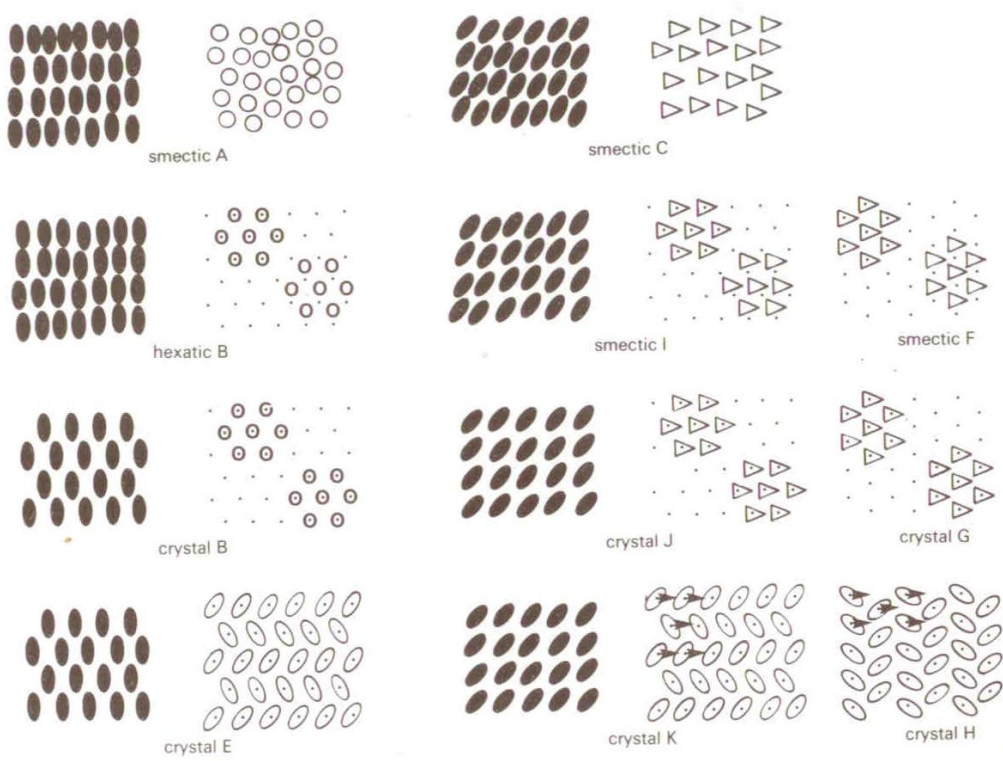 smectic A
smectic C
hexatic B
smectic I
smectic F
crystal B
crystal J
crystal G
crystal E
crystal K
crystal H